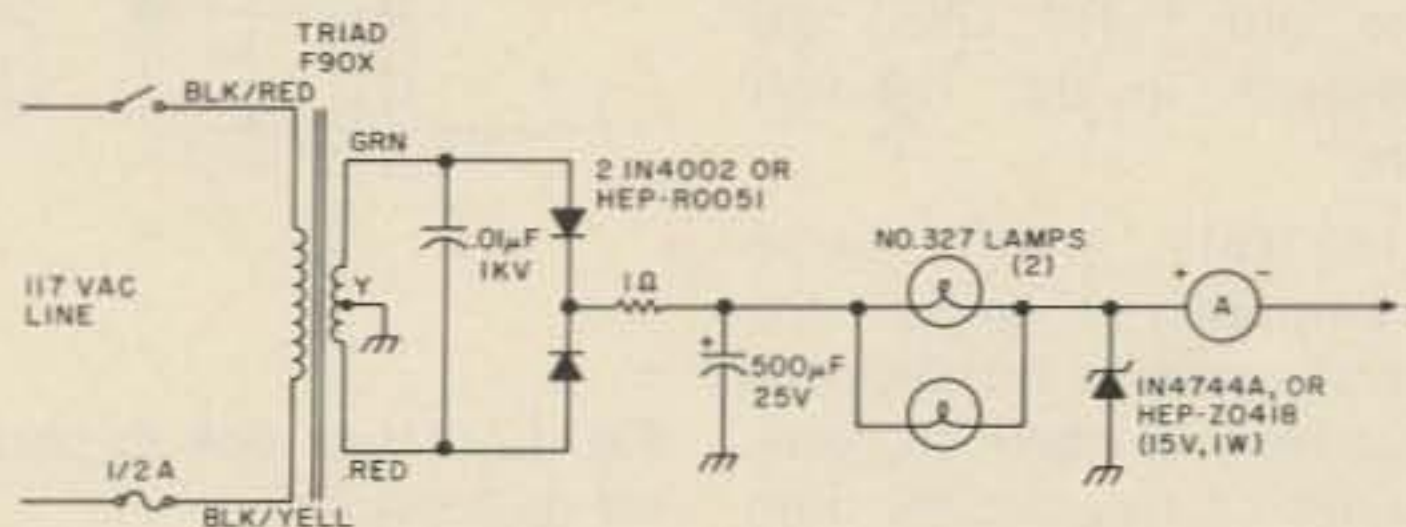 TRIAD
F90X
BLK/RED
GRN
2 IN4002 OR
HEP-R0051
.01µF
1KV
NO.327 LAMPS
(2)
117 VAC
LINE
Y
1Ω
+
-
A
+
500µF
25V
IN4744A, OR
HEP-Z0418
(15V, 1W)
1/2 A
RED
BLK/YELL